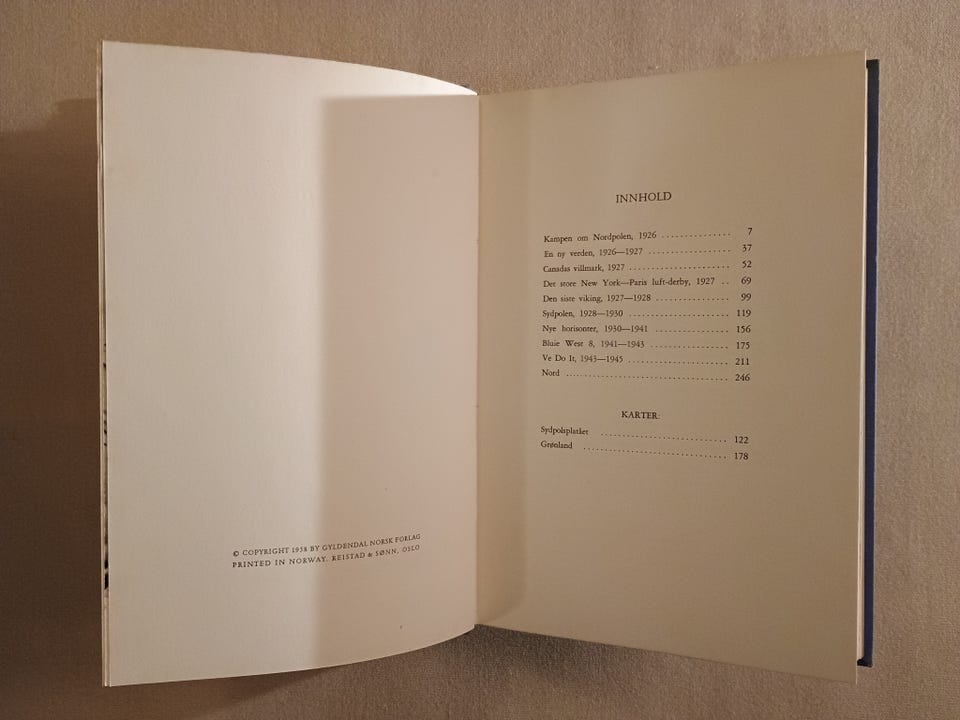 © COPYRIGHT 1958 BY GYLDENDAL NORSK FORLAG
PRINTED IN NORWAY. REISTAD & SØNN, OSLO
INNHOLD
Kampen om Nordpolen, 1926 .............. 7
En ny verden, 1926—1927 ................ 37
Canadas villmark, 1927 .................... 52
Det store New York—Paris luft-derby, 1927 .. 69
Den siste viking, 1927—1928 ............... 99
Sydpolen, 1928—1930 .................... 119
Nye horisonter, 1930—1941 ............... 156
Bluie West 8, 1941—1943 ................ 175
Ve Do It, 1943—1945 .................... 211
Nord ................................. 246
KARTER:
Sydpolsplatået ......................... 122
Grønland ............................. 178